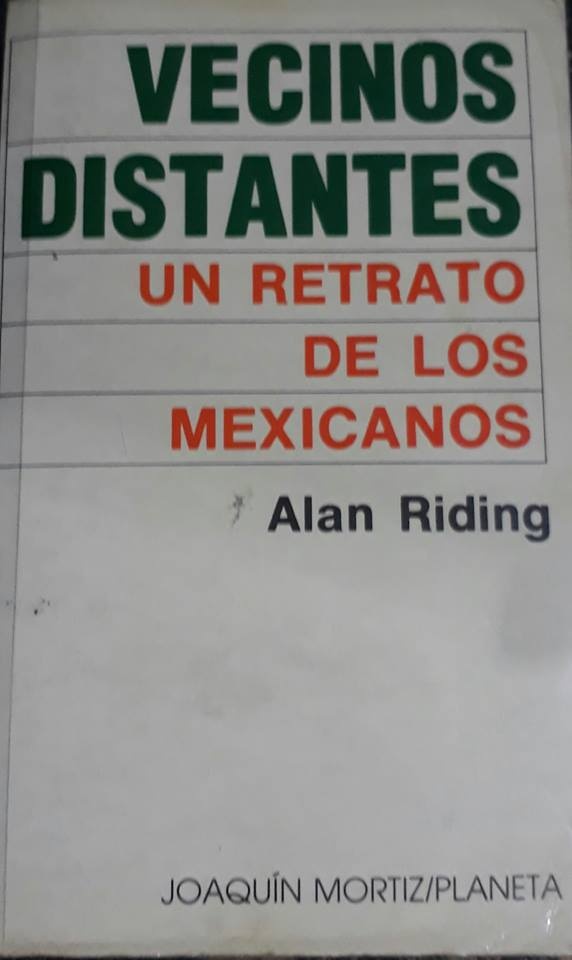 VECINOS
DISTANTES
UN RETRATO
DE LOS
MEXICANOS
Alan Riding
JOAQUÍN MORTIZ/PLANETA